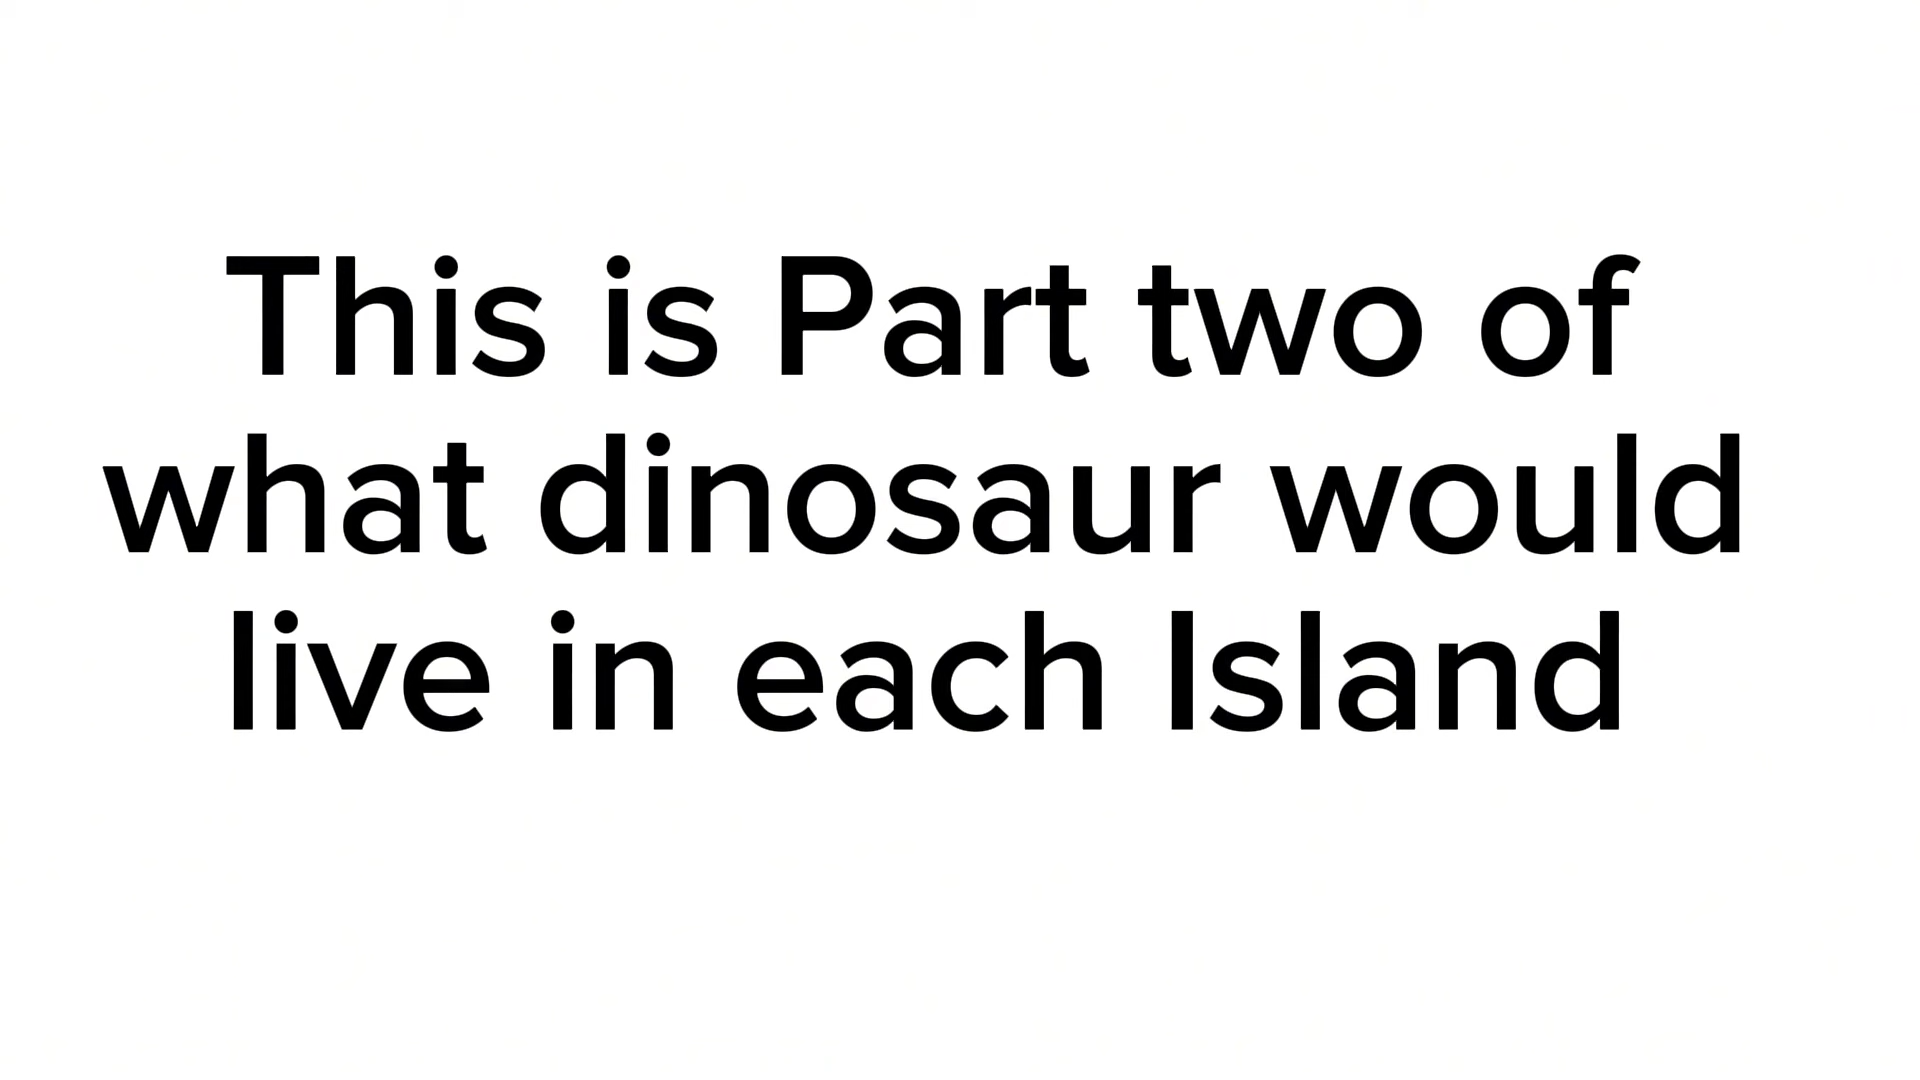 This is Part two of
what dinosaur would
live in each Island